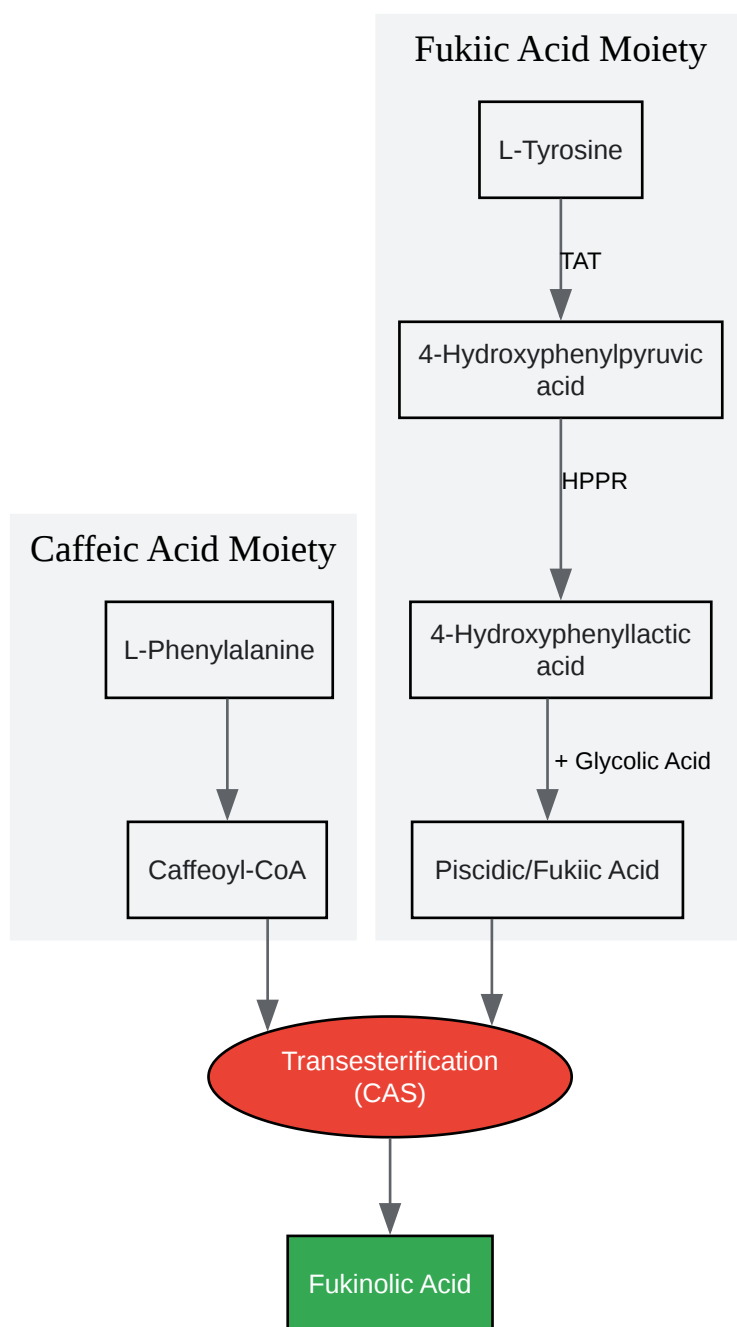 Fukiic Acid Moiety
L-Tyrosine
TAT
4-Hydroxyphenylpyruvic
acid
HPPR
Caffeic Acid Moiety
L-Phenylalanine
4-Hydroxyphenyllactic
acid
+ Glycolic Acid
Caffeoyl-CoA
Piscidic/Fukiic Acid
Transesterification
(CAS)
Fukinolic Acid